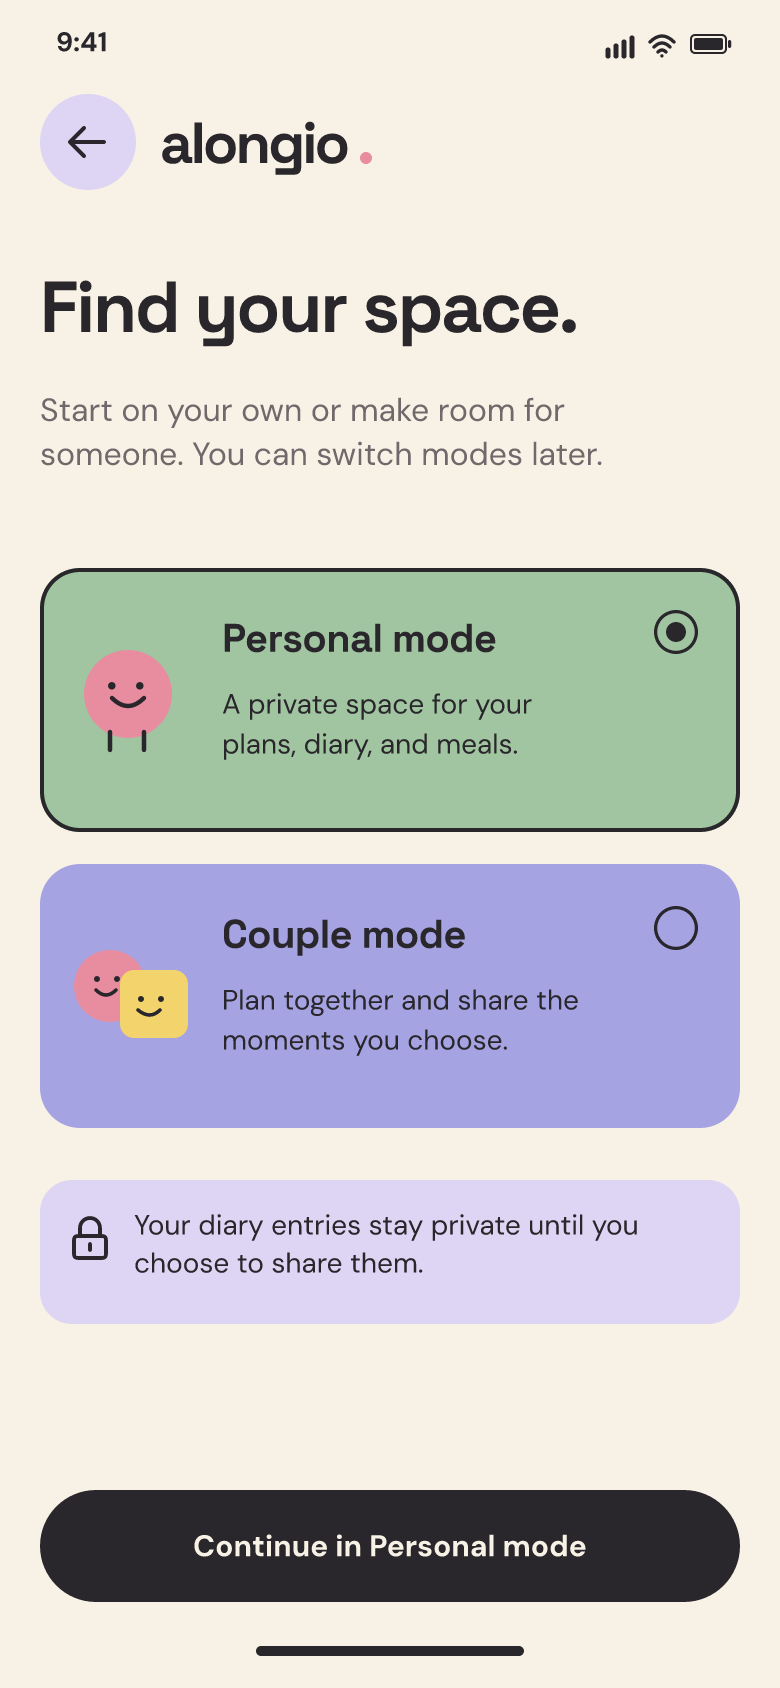 9:41
alongio.
Find your space.
Start on your own or make room for
someone. You can switch modes later.
Personal mode
A private space for your
plans, diary, and meals.
Couple mode
Plan together and share the
moments you choose.
Your diary entries stay private until you
choose to share them.
Continue in Personal mode